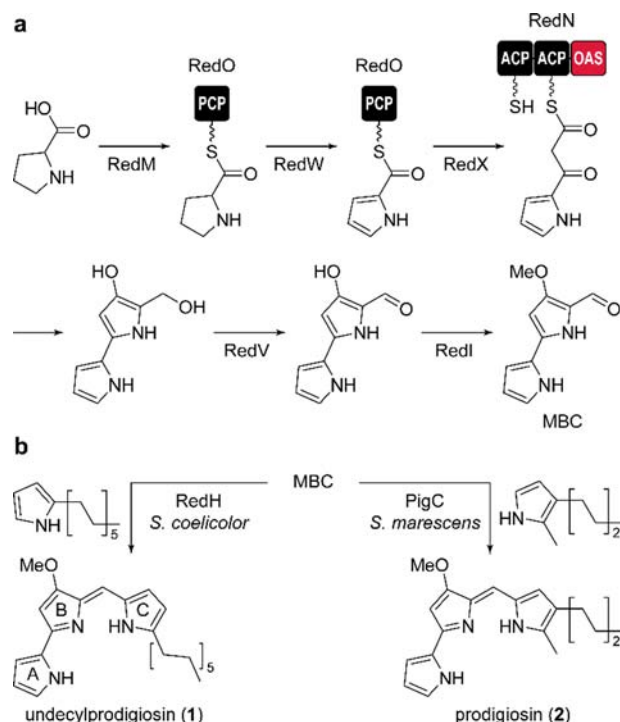 a
RedN
RedO
RedO
ACP ACP OAS
PCP
PCP
SH
S
HO
O
NH
RedM
S
O
NH
RedW
S
O
NH
RedX
O
O
NH
HO
OH
NH
NH
RedV
HO
O
NH
NH
RedI
MeO
O
NH
NH
MBC
b
MBC
NH
5
RedH
S. coelicolor
PigC
S. marescens
HN
2
MeO
B
C
N
HN
A
NH
5
MeO
N
HN
NH
2
undecylprodigiosin (1)
prodigiosin (2)